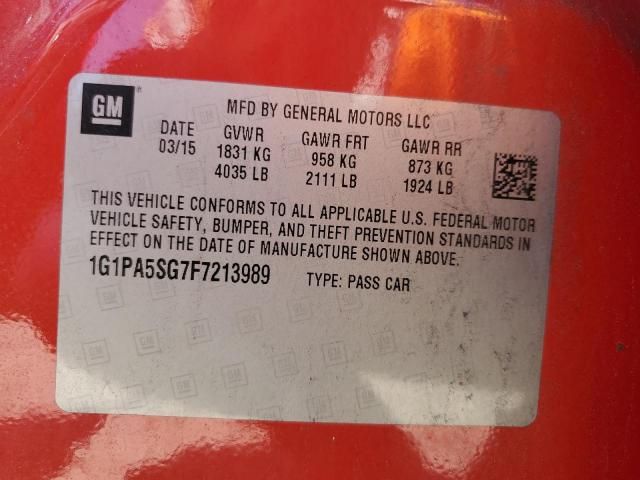 GM
MFD BY GENERAL MOTORS LLC
DATE GVWR GAWR FRT GAWR RR
03/15 1831 KG 958 KG 873 KG
4035 LB 2111 LB 1924 LB
THIS VEHICLE CONFORMS TO ALL APPLICABLE U.S. FEDERAL MOTOR
VEHICLE SAFETY, BUMPER, AND THEFT PREVENTION STANDARDS IN
EFFECT ON THE DATE OF MANUFACTURE SHOWN ABOVE.
1G1PA5SG7F7213989 TYPE: PASS CAR